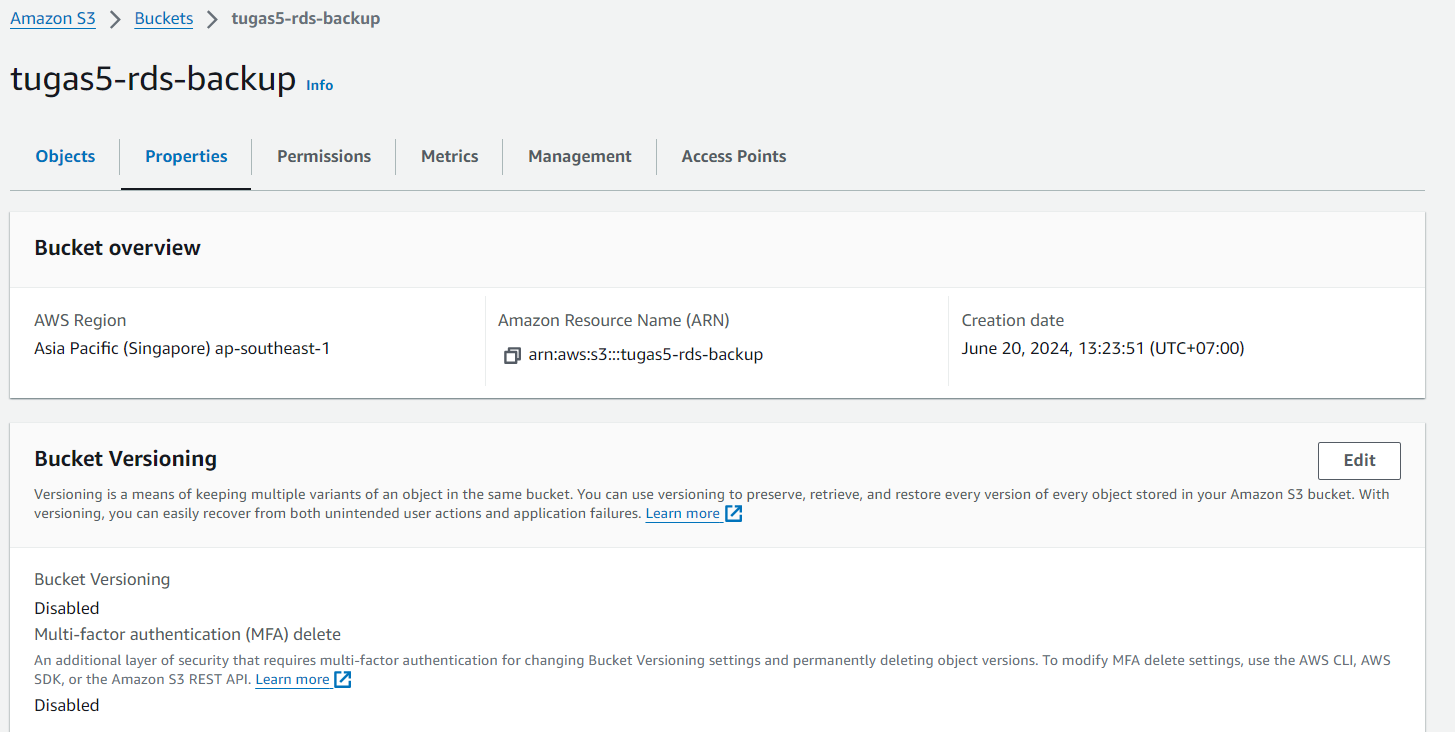 Amazon S3 > Buckets > tugas5-rds-backup
tugas5-rds-backup Info
Objects Properties Permissions Metrics Management Access Points
Bucket overview
AWS Region
Asia Pacific (Singapore) ap-southeast-1
Amazon Resource Name (ARN)
arn:aws:s3:::tugas5-rds-backup
Creation date
June 20, 2024, 13:23:51 (UTC+07:00)
Bucket Versioning
Edit
Versioning is a means of keeping multiple variants of an object in the same bucket. You can use versioning to preserve, retrieve, and restore every version of every object stored in your Amazon S3 bucket. With
versioning, you can easily recover from both unintended user actions and application failures. Learn more
Bucket Versioning
Disabled
Multi-factor authentication (MFA) delete
An additional layer of security that requires multi-factor authentication for changing Bucket Versioning settings and permanently deleting object versions. To modify MFA delete settings, use the AWS CLI, AWS
SDK, or the Amazon S3 REST API. Learn more
Disabled